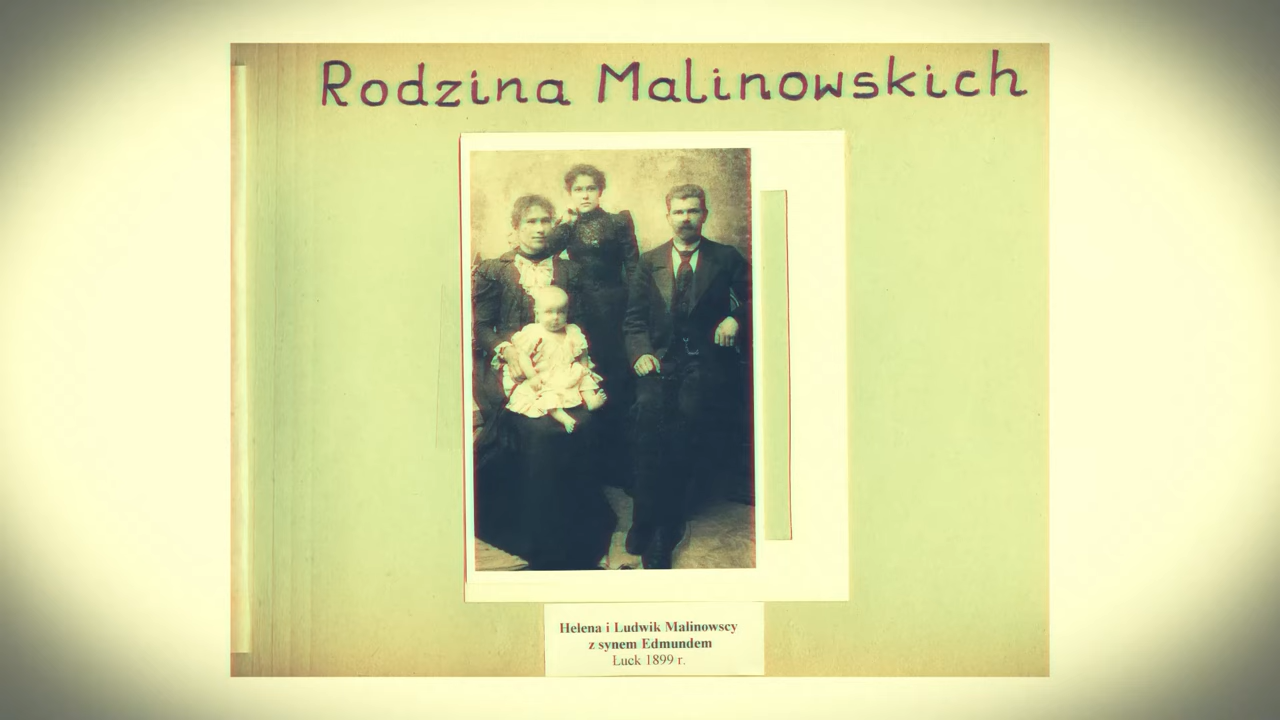 Rodzina Malinowskich
Helena i Ludwik Malinowscy
z synem Edmundem
Łuck 1899 r.